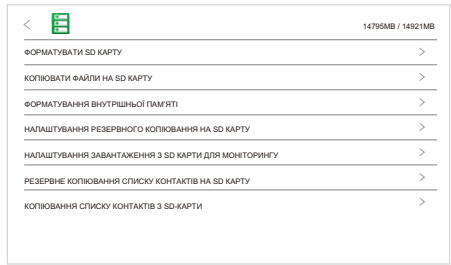 14795MB / 14921MB
ФОРМАТУВАТИ SD КАРТУ
КОПІЮВАТИ ФАЙЛИ НА SD КАРТУ
ФОРМАТУВАННЯ ВНУТРІШНЬОЇ ПАМ'ЯТІ
НАЛАШТУВАННЯ РЕЗЕРВНОГО КОПІЮВАННЯ НА SD КАРТУ
НАЛАШТУВАННЯ ЗАВАНТАЖЕННЯ З SD КАРТИ ДЛЯ МОНІТОРИНГУ
РЕЗЕРВНЕ КОПІЮВАННЯ СПИСКУ КОНТАКТІВ НА SD КАРТУ
КОПІЮВАННЯ СПИСКУ КОНТАКТІВ З SD-КАРТИ